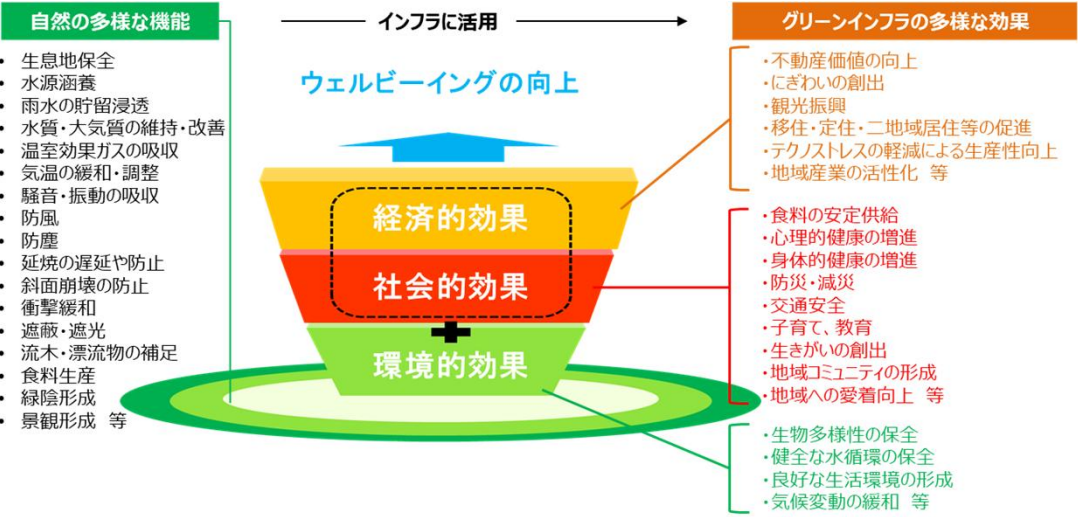 自然の多様な機能
・生息地保全
・水源涵養
・雨水の貯留浸透
・水質・大気質の維持・改善
・温室効果ガスの吸収
・気温の緩和・調整
・騒音・振動の吸収
・防風
・防塵
・延焼の遅延や防止
・斜面崩壊の防止
・衝撃緩和
・遮蔽・遮光
・流木・漂流物の補足
・食料生産
・緑陰形成
・景観形成 等
インフラに活用
ウェルビーイングの向上
経済的効果
社会的効果
+
環境的効果
グリーンインフラの多様な効果
・不動産価値の向上
・にぎわいの創出
・観光振興
・移住・定住・二地域居住等の促進
・テクノストレスの軽減による生産性向上
・地域産業の活性化 等
・食料の安定供給
・心理的健康の増進
・身体的健康の増進
・防災・減災
・交通安全
・子育て、教育
・生きがいの創出
・地域コミュニティの形成
・地域への愛着向上 等
・生物多様性の保全
・健全な水循環の保全
・良好な生活環境の形成
・気候変動の緩和 等